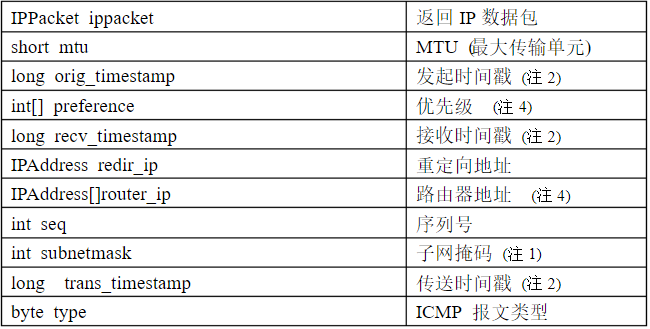 IPPacket ippacket 返回 IP 数据包
short mtu MTU (最大传输单元)
long orig_timestamp 发起时间戳 (注 2)
int[] preference 优先级 (注 4)
long recv_timestamp 接收时间戳 (注 2)
IPAddress redir_ip 重定向地址
IPAddress[]router_ip 路由器地址 (注 4)
int seq 序列号
int subnetmask 子网掩码 (注 1)
long trans_timestamp 传送时间戳 (注 2)
byte type ICMP 报文类型